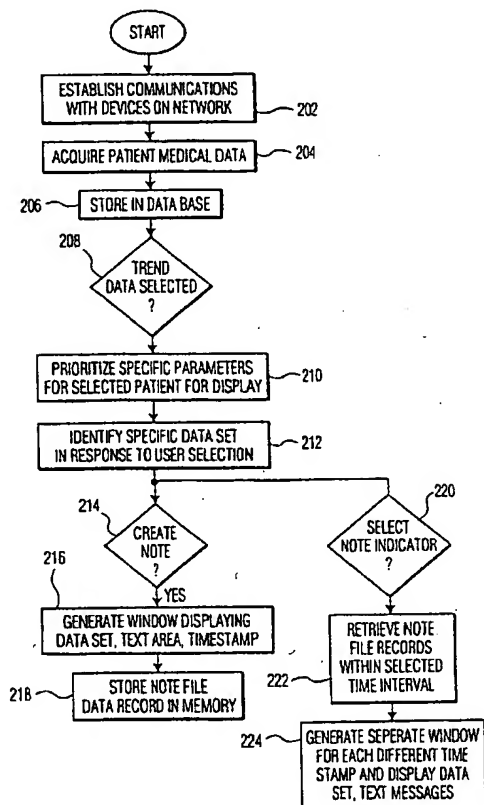 START
ESTABLISH COMMUNICATIONS
WITH DEVICES ON NETWORK
202
ACQUIRE PATIENT MEDICAL DATA
204
206
STORE IN DATA BASE
208
TREND
DATA SELECTED
?
PRIORITIZE SPECIFIC PARAMETERS
FOR SELECTED PATIENT FOR DISPLAY
210
IDENTIFY SPECIFIC DATA SET
IN RESPONSE TO USER SELECTION
212
214
CREATE
NOTE
?
YES
216
GENERATE WINDOW DISPLAYING
DATA SET, TEXT AREA, TIMESTAMP
218
STORE NOTE FILE
DATA RECORD IN MEMORY
220
SELECT
NOTE INDICATOR
?
RETRIEVE NOTE
FILE RECORDS
WITHIN SELECTED
TIME INTERVAL
222
224
GENERATE SEPERATE WINDOW
FOR EACH DIFFERENT TIME
STAMP AND DISPLAY DATA
SET, TEXT MESSAGES